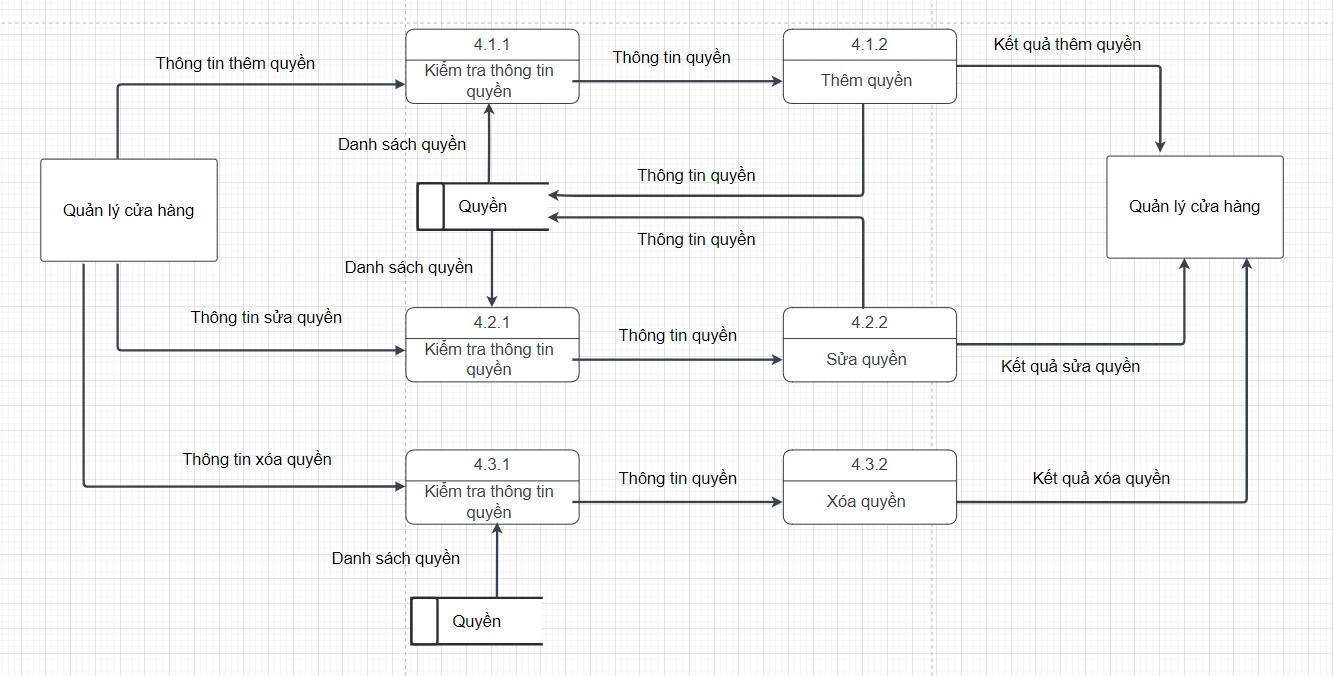 Kết quả thêm quyền
4.1.1
4.1.2
Thông tin quyền
Thông tin thêm quyền
Kiểm tra thông tin
quyền
Thêm quyền
Danh sách quyền
Thông tin quyền
Quản lý cửa hàng
Quyền
Quản lý cửa hàng
Thông tin quyền
Danh sách quyền
Thông tin sửa quyền
4.2.1
4.2.2
Thông tin quyền
Kiểm tra thông tin
quyền
Sửa quyền
Kết quả sửa quyền
Thông tin xóa quyền
4.3.1
4.3.2
Thông tin quyền
Kết quả xóa quyền
Kiểm tra thông tin
quyền
Xóa quyền
Danh sách quyền
Quyền